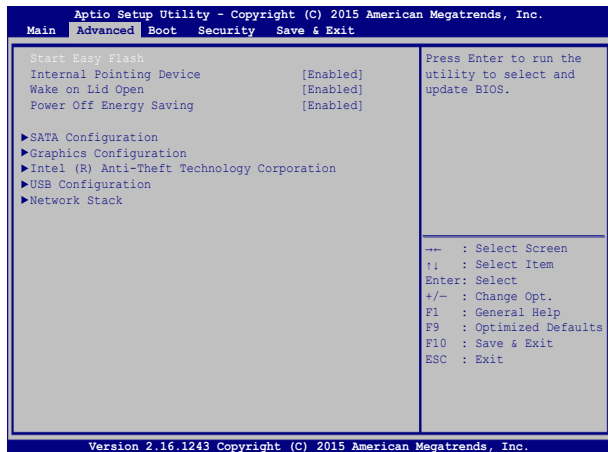 Aptio Setup Utility - Copyright (C) 2015 American Megatrends, Inc.
Main Advanced Boot Security Save & Exit
Start Easy Flash
Internal Pointing Device [Enabled]
Wake on Lid Open [Enabled]
Power Off Energy Saving [Enabled]
▶SATA Configuration
▶Graphics Configuration
▶Intel (R) Anti-Theft Technology Corporation
▶USB Configuration
▶Network Stack
Press Enter to run the
utility to select and
update BIOS.
→← : Select Screen
↑↓ : Select Item
Enter: Select
+/— : Change Opt.
F1 : General Help
F9 : Optimized Defaults
F10 : Save & Exit
ESC : Exit
Version 2.16.1243 Copyright (C) 2015 American Megatrends, Inc.